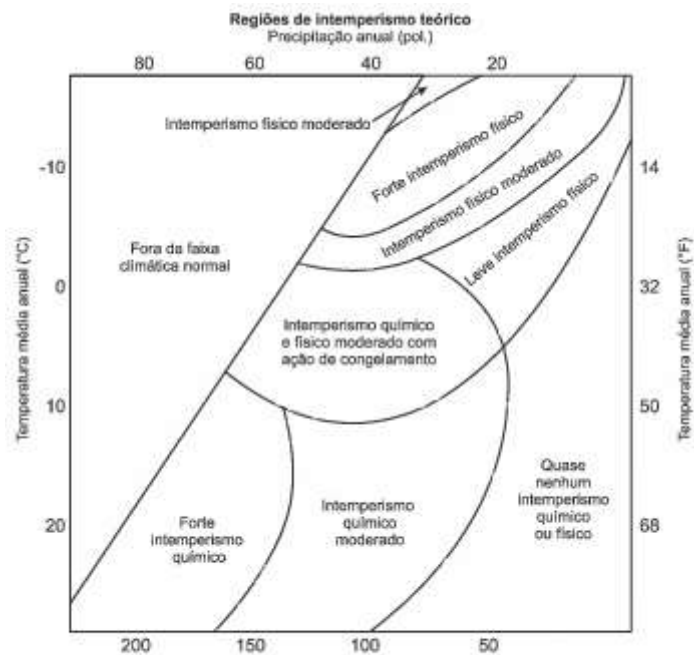 Regiões de intemperismo teórico
Precipitação anual (pol.)
80 60 40 20
Intemperismo físico moderado
Forte intemperismo físico
Intemperismo físico moderado
Leve intemperismo físico
-10
14
Fora da faixa
climática normal
0
32
Intemperismo químico
e físico moderado com
ação de congelamento
10
50
Temperatura média anual (°C)
Temperatura média anual (°F)
Quase
nenhum
intemperismo
químico
ou físico
Intemperismo
químico
moderado
Forte
intemperismo
químico
20
68
200 150 100 50